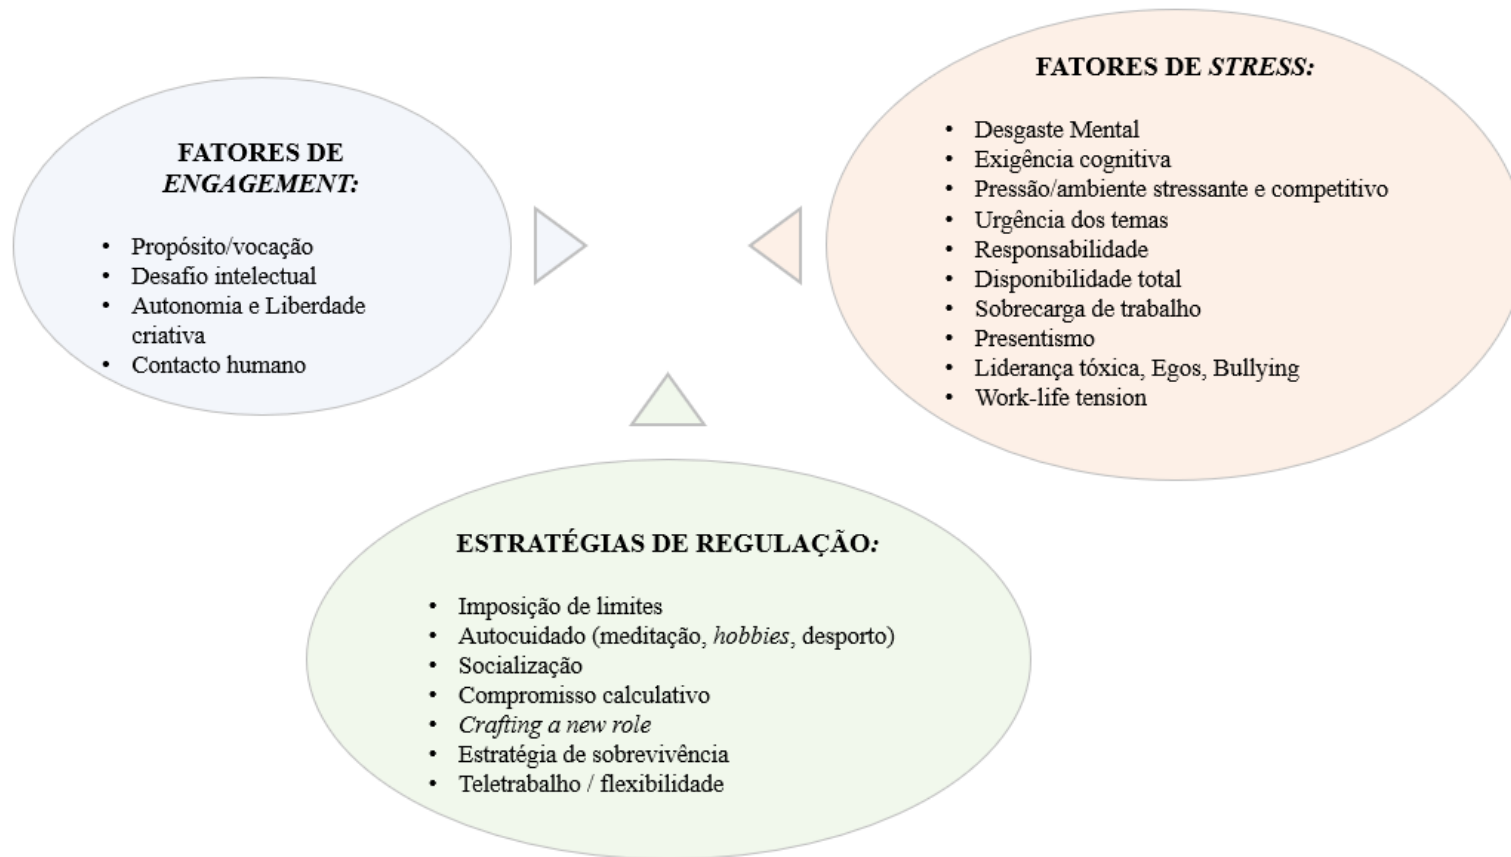 FATORES DE
ENGAGEMENT:
• Propósito/vocação
• Desafio intelectual
• Autonomia e Liberdade
criativa
• Contacto humano
FATORES DE STRESS:
• Desgaste Mental
• Exigência cognitiva
• Pressão/ambiente stressante e competitivo
• Urgência dos temas
• Responsabilidade
• Disponibilidade total
• Sobrecarga de trabalho
• Presentismo
• Liderança tóxica, Egos, Bullying
• Work-life tension
ESTRATÉGIAS DE REGULAÇÃO:
• Imposição de limites
• Autocuidado (meditação, hobbies, desporto)
• Socialização
• Compromisso calculativo
• Crafting a new role
• Estratégia de sobrevivência
• Teletrabalho / flexibilidade